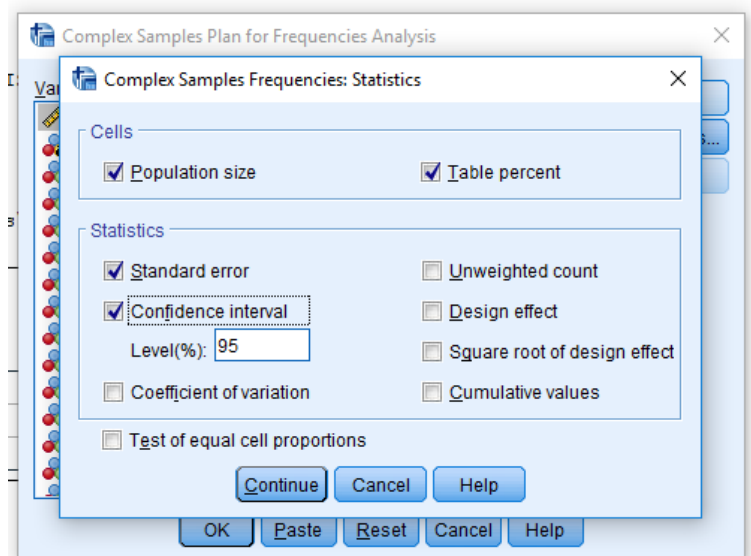 Complex Samples Plan for Frequencies Analysis
Complex Samples Frequencies: Statistics
Cells
Population size
Table percent
Statistics
Standard error
Unweighted count
Confidence interval
Design effect
Level(%): 95
Square root of design effect
Coefficient of variation
Cumulative values
Test of equal cell proportions
Continue Cancel Help
OK Paste Reset Cancel Help